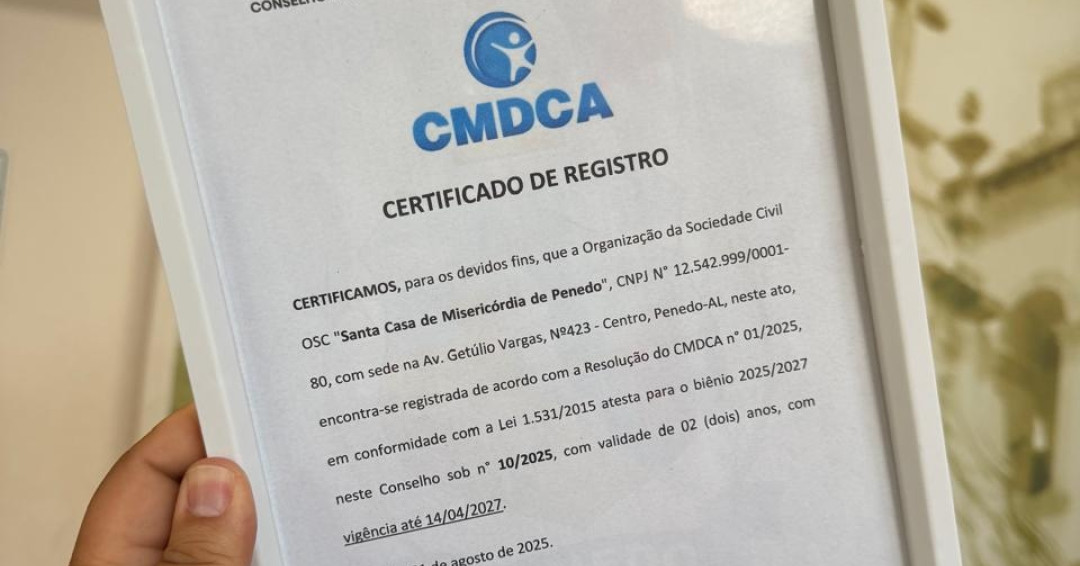 CONSELHO
CMDCA
CERTIFICADO DE REGISTRO
CERTIFICAMOS, para os devidos fins, que a Organização da Sociedade Civil
OSC "Santa Casa de Misericórdia de Penedo", CNPJ N° 12.542.999/0001-
80, com sede na Av. Getúlio Vargas, Nº423 - Centro, Penedo-AL, neste ato,
encontra-se registrada de acordo com a Resolução do CMDCA n° 01/2025,
em conformidade com a Lei 1.531/2015 atesta para o biênio 2025/2027
neste Conselho sob n° 10/2025, com validade de 02 (dois) anos, com
vigência até 14/04/2027.
de agosto de 2025.